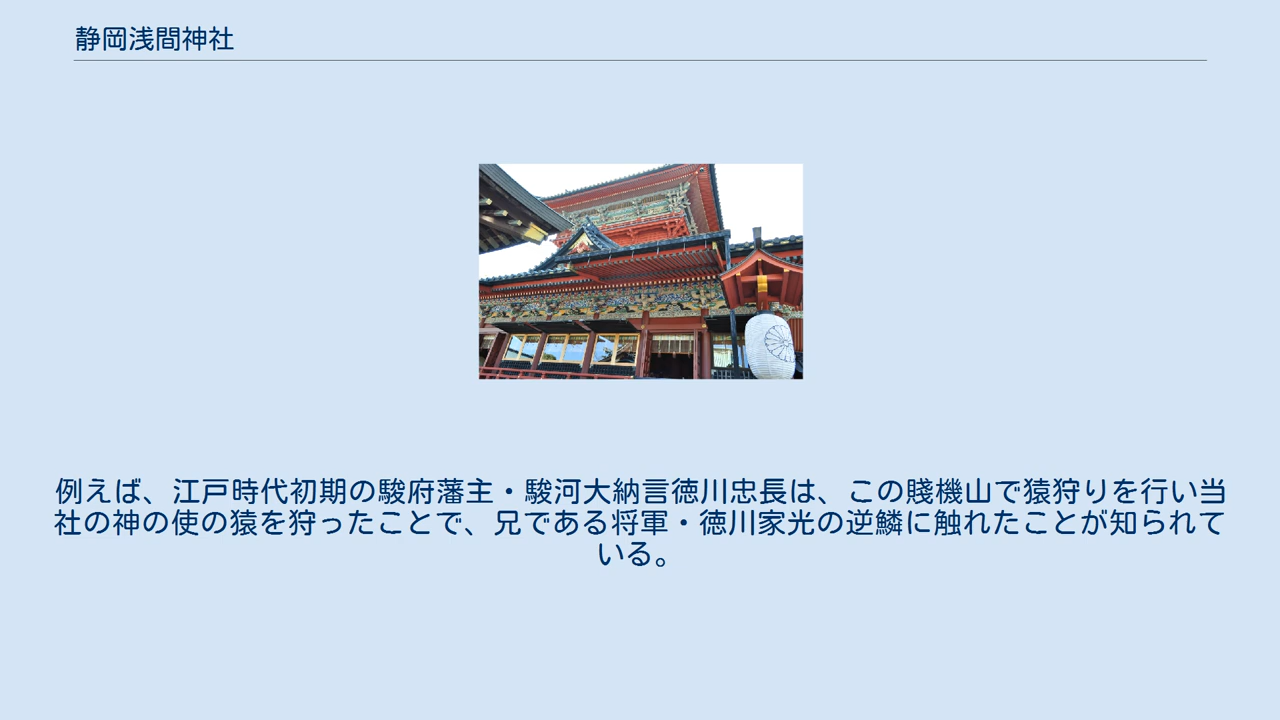 静岡浅間神社
例えば、江戸時代初期の駿府藩主・駿河大納言徳川忠長は、この賤機山で猿狩りを行い当
社の神の使の猿を狩ったことで、兄である将軍・徳川家光の逆鱗に触れたことが知られて
いる。